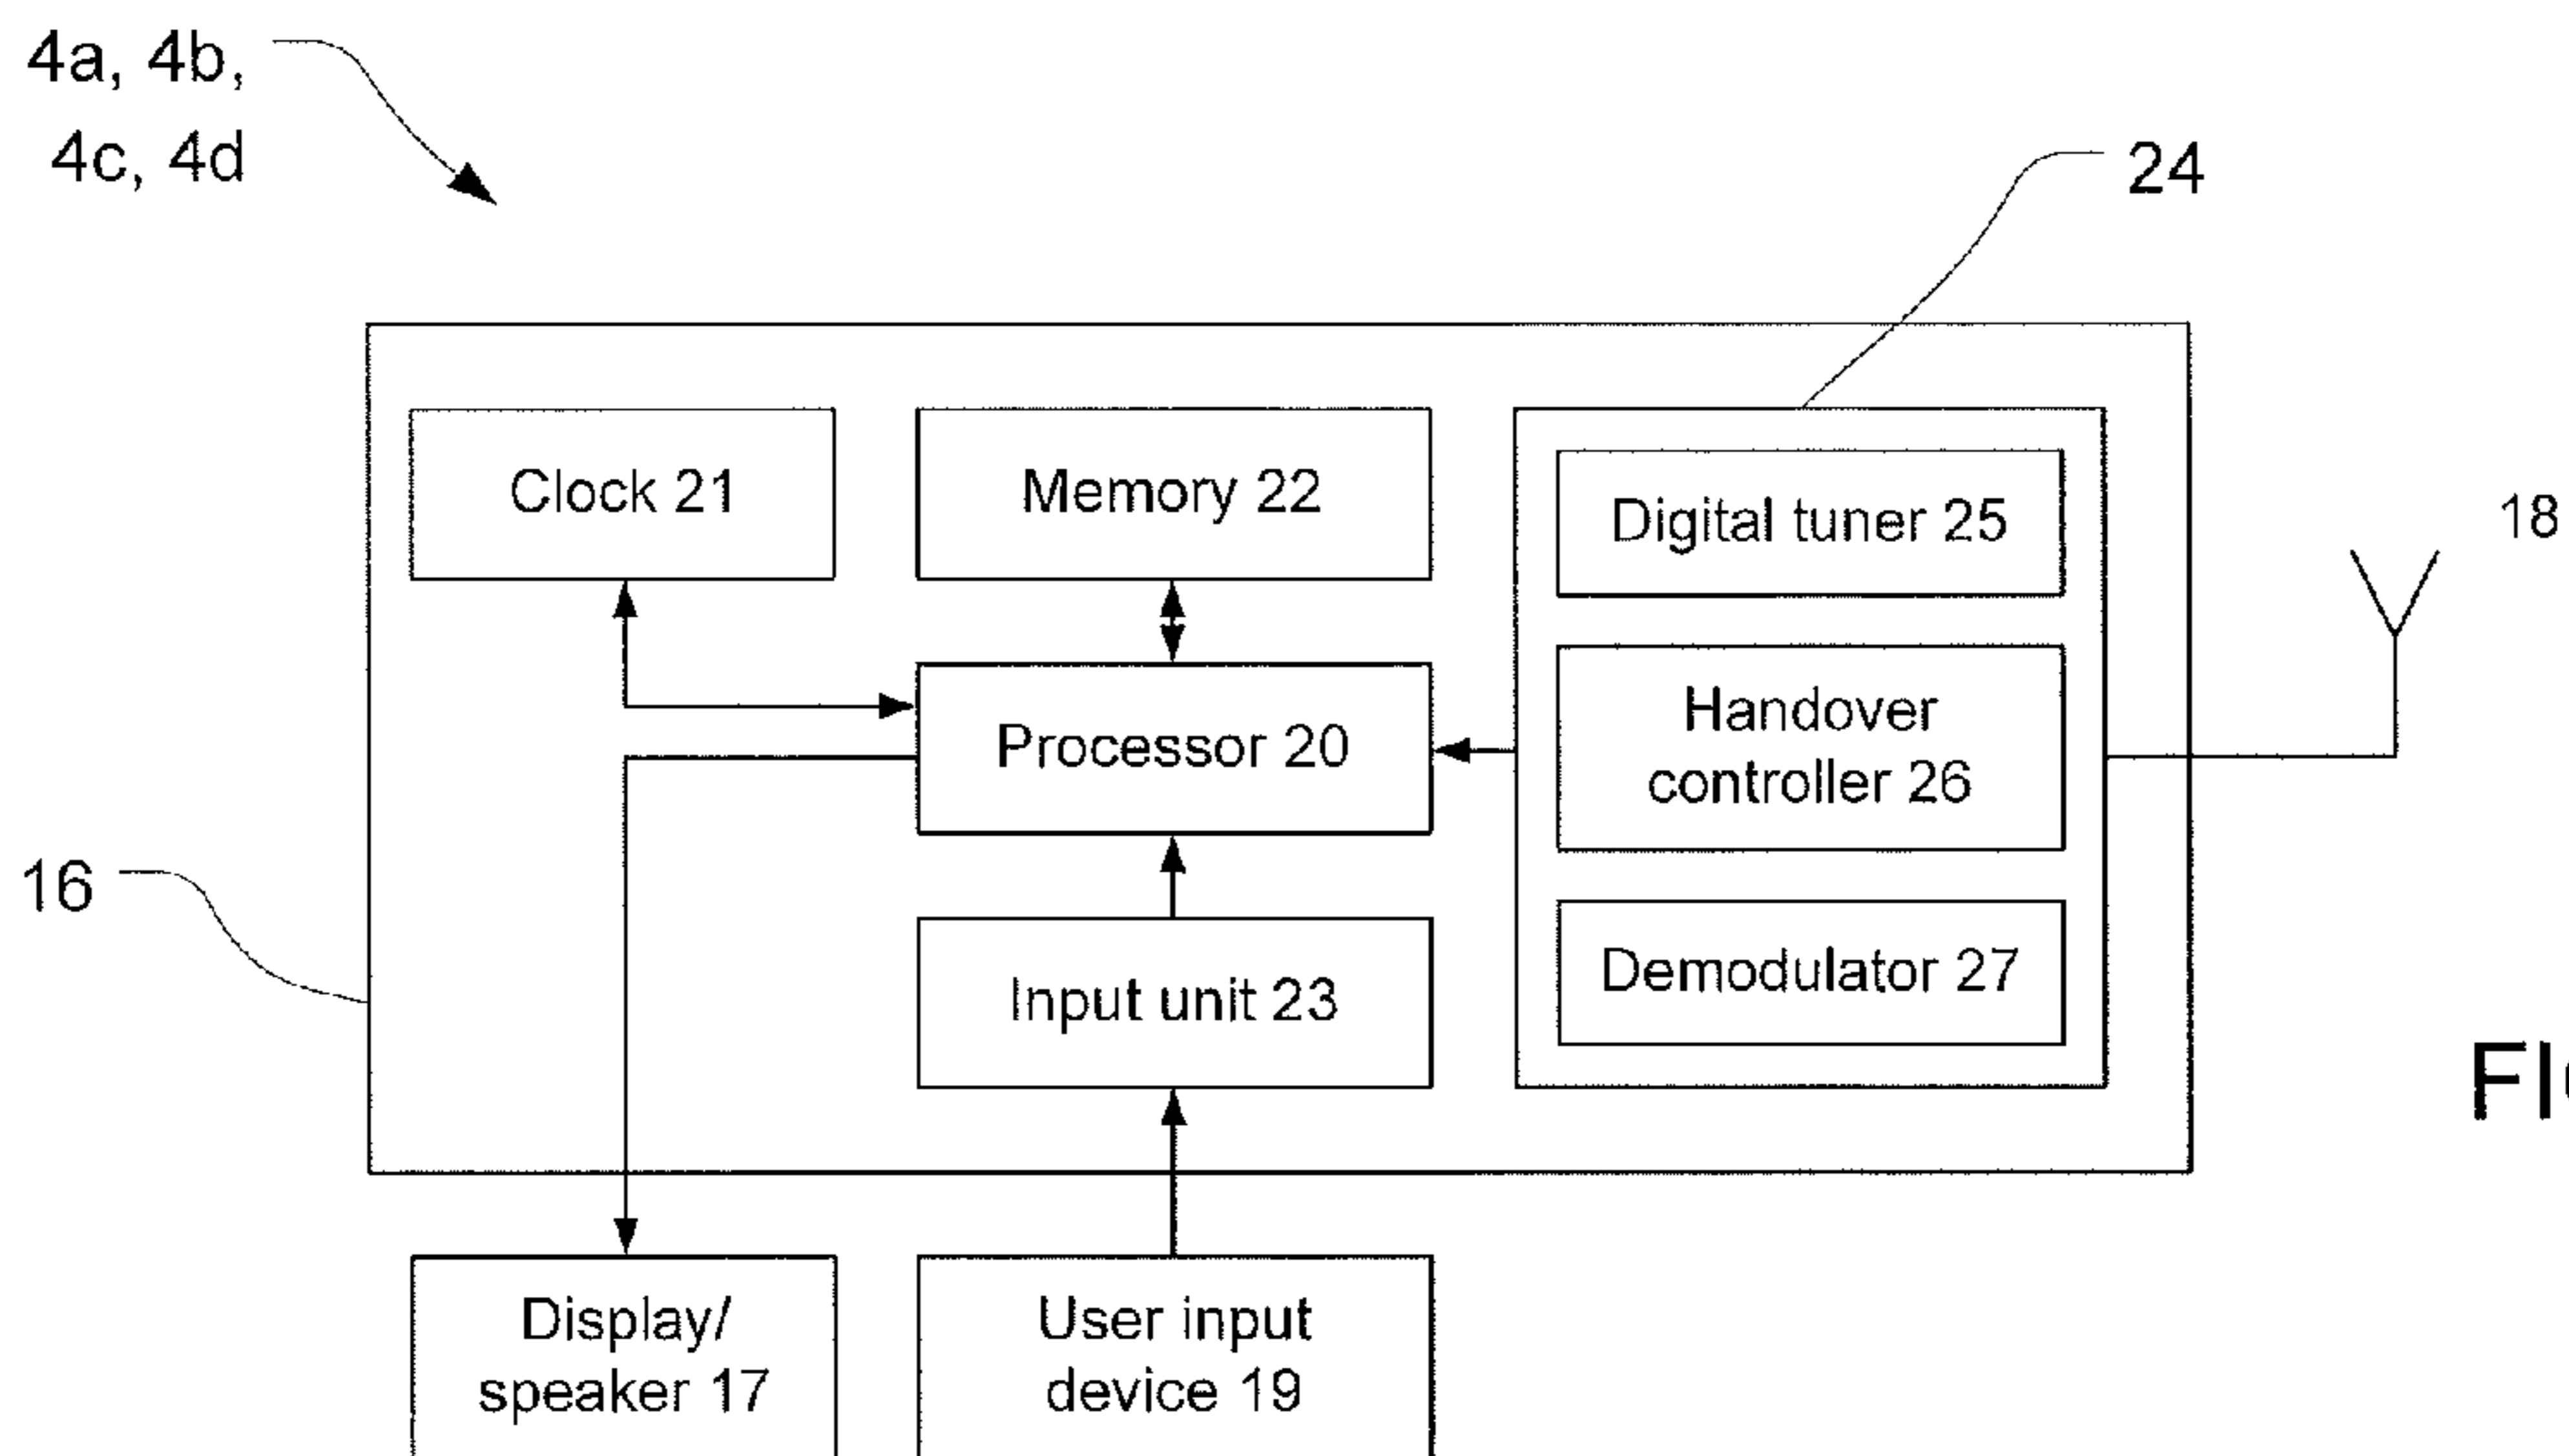 4a, 4b,
4c, 4d
24
Clock 21
Memory 22
Digital tuner 25
18
Handover
controller 26
Processor 20
16
Demodulator 27
Input unit 23
Display/
speaker 17
User input
device 19